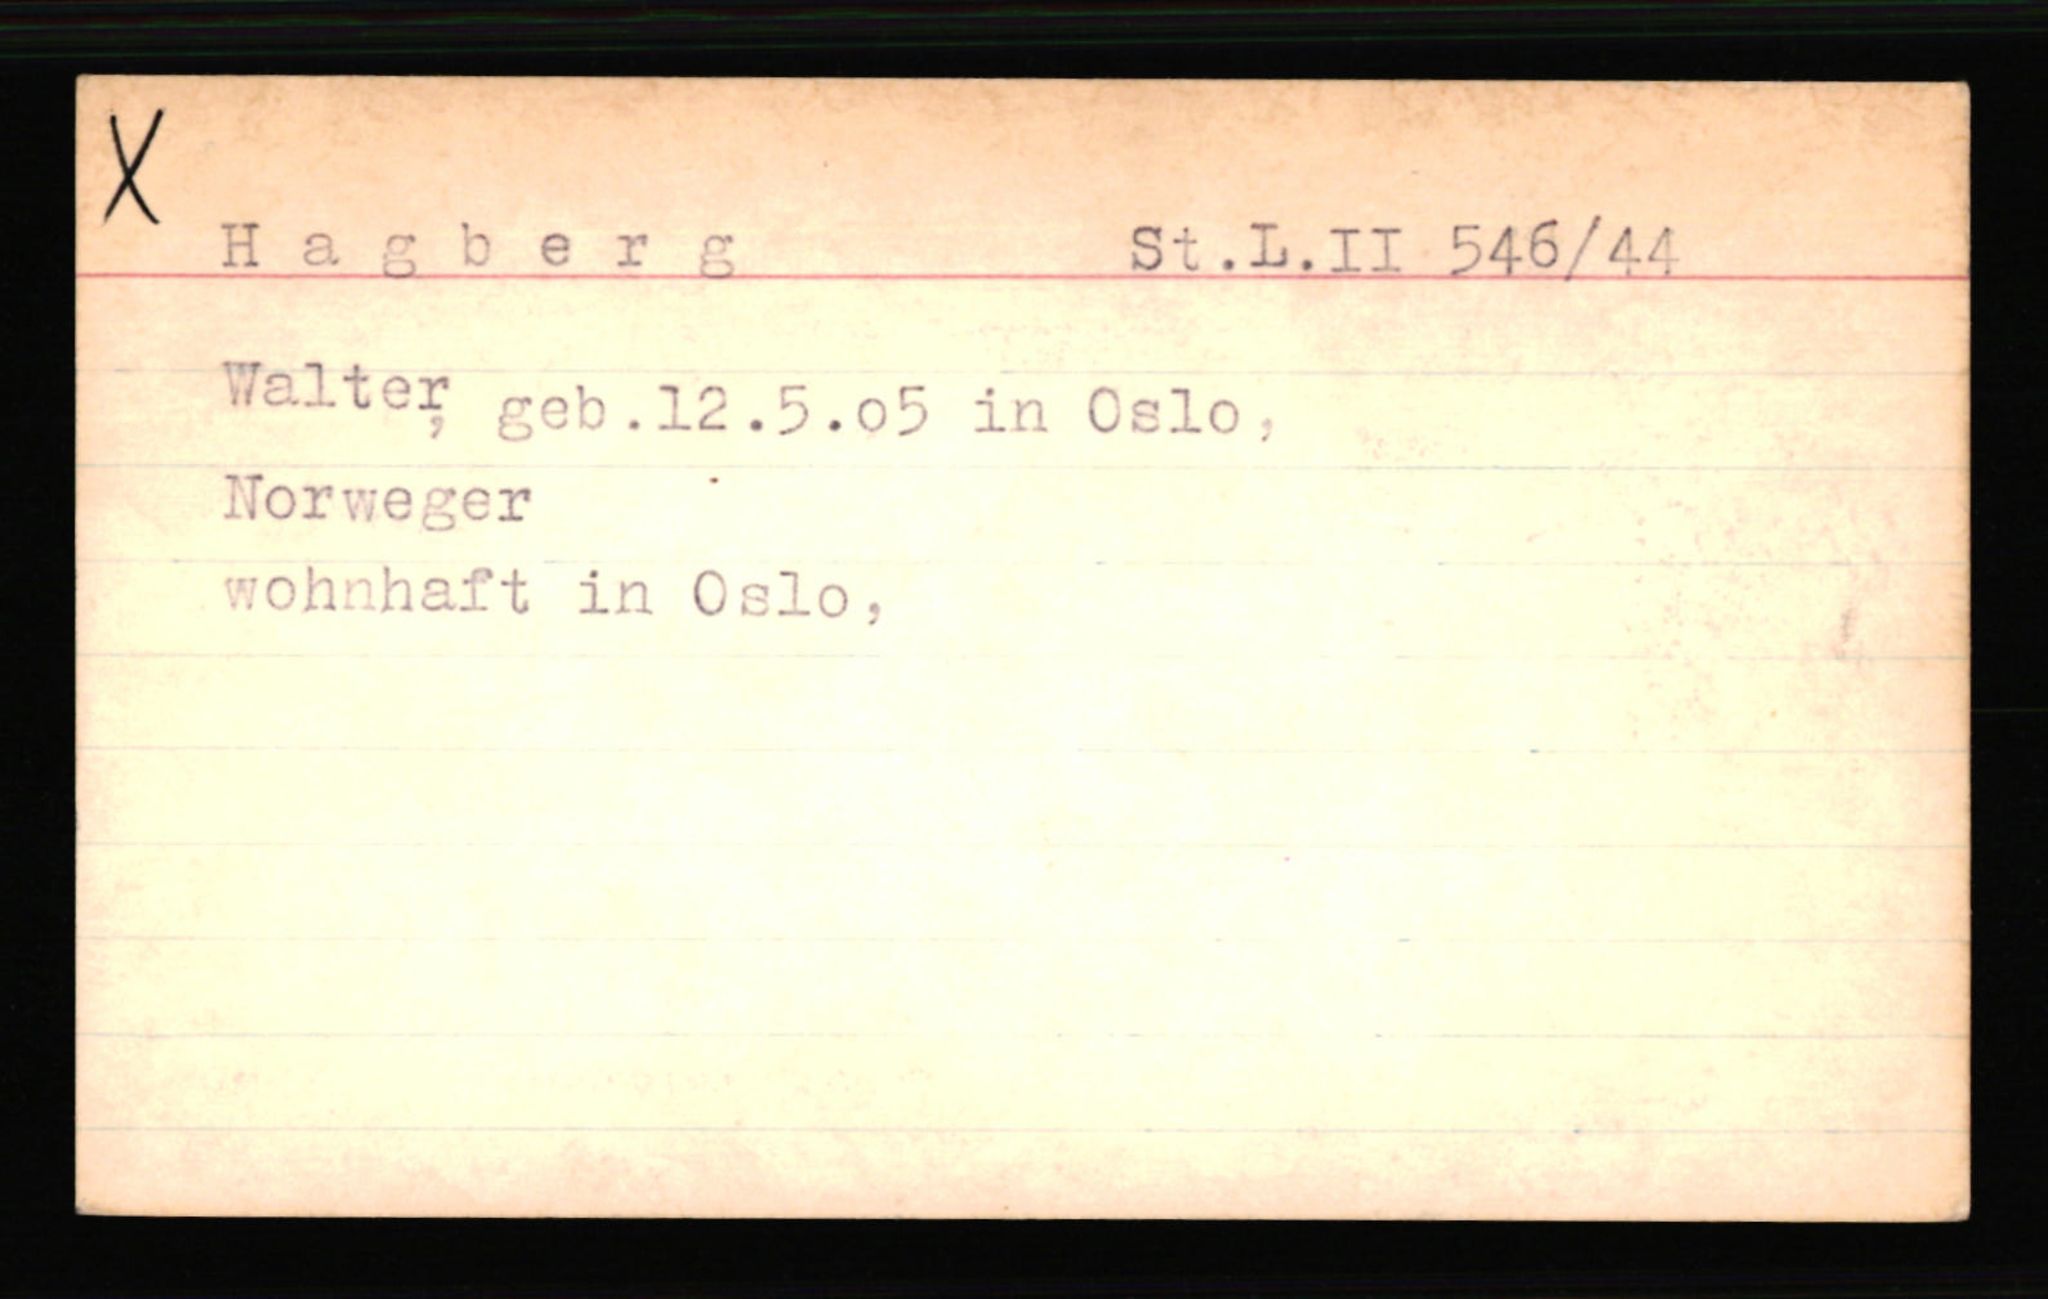 X
H a g b e r g St.L.II 546/44
Walter, geb.12.5.o5 in Oslo,
Norweger
wohnhaft in Oslo,